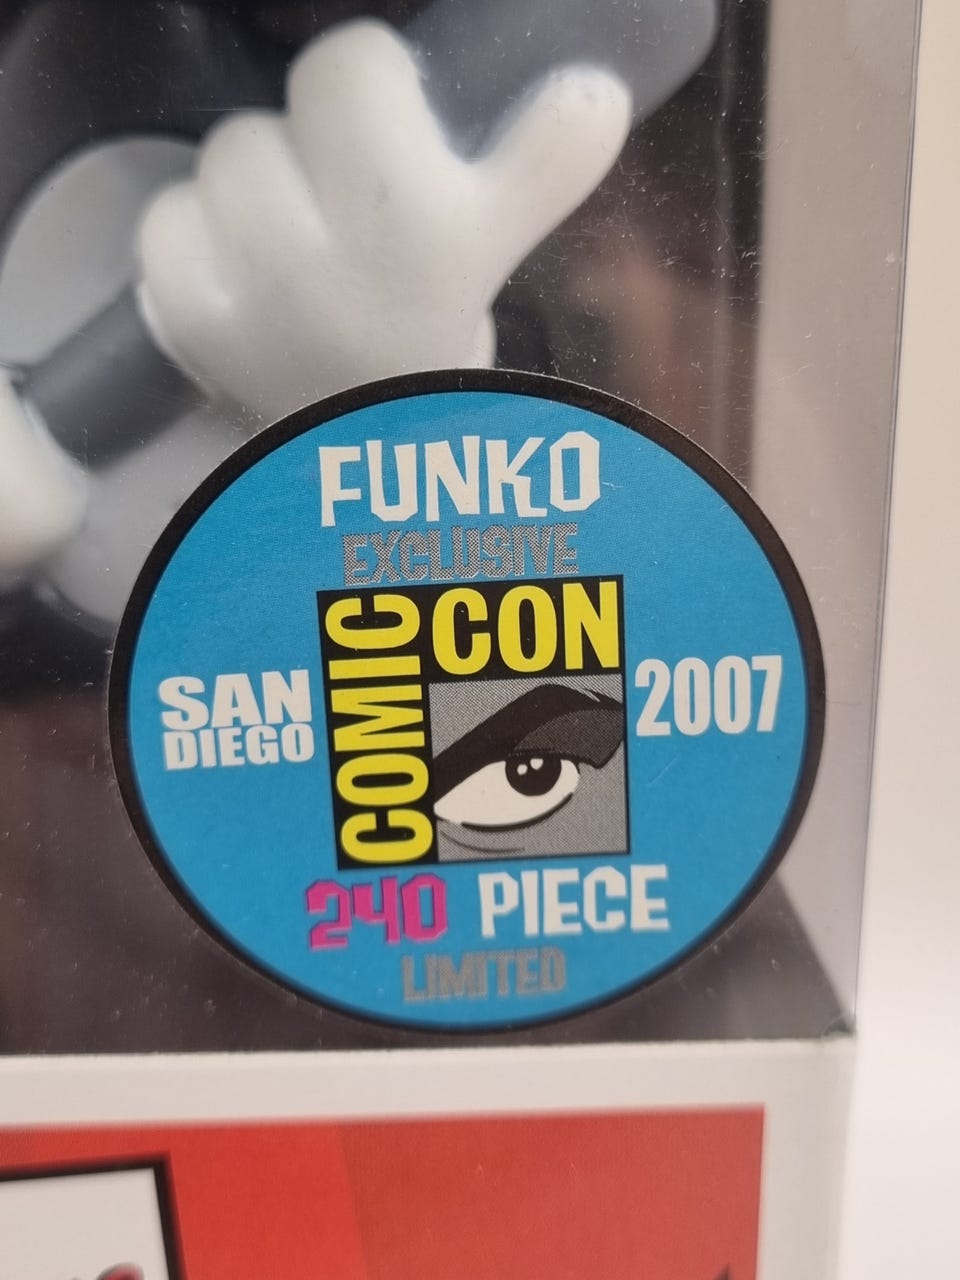 FUNKO
EXCLUSIVE
COMIC CON
SAN
DIEGO
2007
240 PIECE
LIMITED